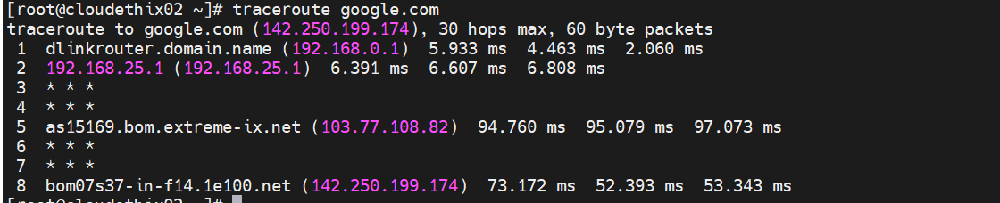 [root@cloudethix02 ~]# traceroute google.com
traceroute to google.com (142.250.199.174), 30 hops max, 60 byte packets
1 dlinkrouter.domain.name (192.168.0.1) 5.933 ms 4.463 ms 2.060 ms
2 192.168.25.1 (192.168.25.1) 6.391 ms 6.607 ms 6.808 ms
3 * * *
4 * * *
5 as15169.bom.extreme-ix.net (103.77.108.82) 94.760 ms 95.079 ms 97.073 ms
6 * * *
7 * * *
8 bom07s37-in-f14.1e100.net (142.250.199.174) 73.172 ms 52.393 ms 53.343 ms
[root@cloudethix02 ~]#